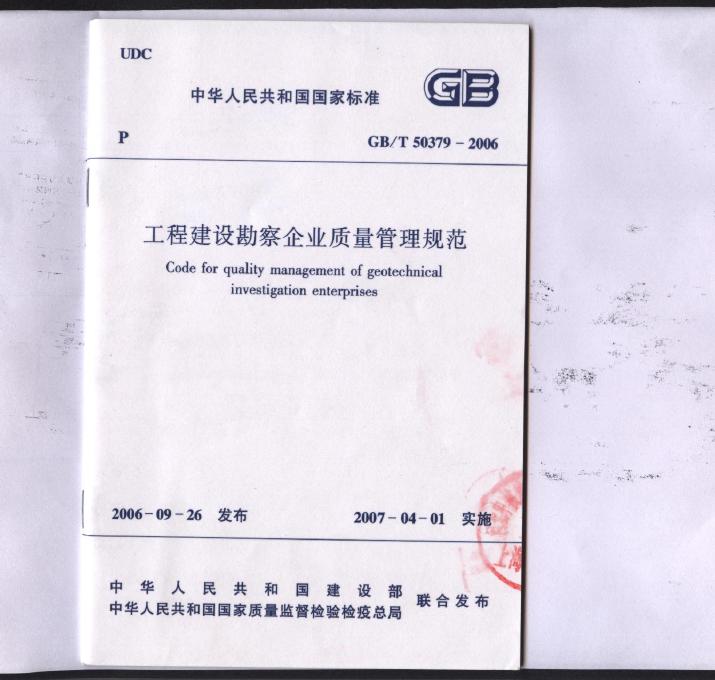 UDC
GB
中华人民共和国国家标准
P
GB/T 50379-2006
工程建设勘察企业质量管理规范
Code for quality management of geotechnical
investigation enterprises
2006-09-26 发布
2007-04-01 实施
中华人民共和国建设部
中华人民共和国国家质量监督检验检疫总局
联合发布
上海